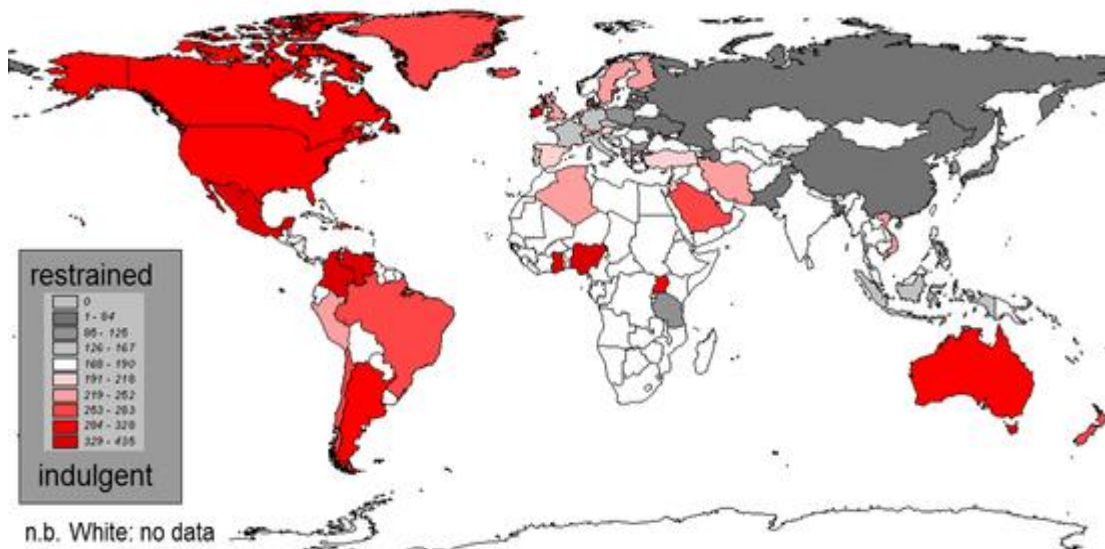 restrained
0
1 - 84
85 - 125
126 - 167
168 - 190
191 - 218
219 - 252
253 - 283
284 - 328
329 - 435
indulgent
n.b. White: no data